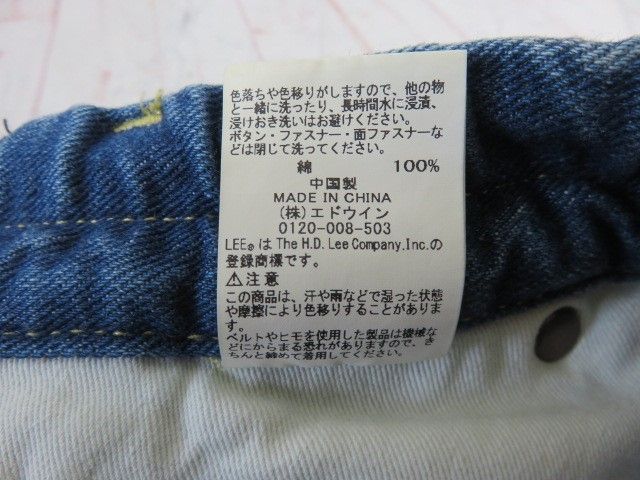 色落ちや色移りがしますので、他の物
と一緒に洗ったり、長時間水に浸漬、
浸けおき洗いはお避けください。
ボタン・ファスナー・面ファスナーな
どは閉じて洗ってください。
綿 100%
中国製
MADE IN CHINA
(株)エドウイン
0120-008-503
LEE®は The H.D. Lee Company, Inc.の
登録商標です。
⚠注意
この商品は、汗や雨などで湿った状態
や摩擦により色移りすることがありま
す。
ベルトやヒモを使用した製品は機械な
どにからまる恐れがありますので、き
ちんと締めて着用してください。